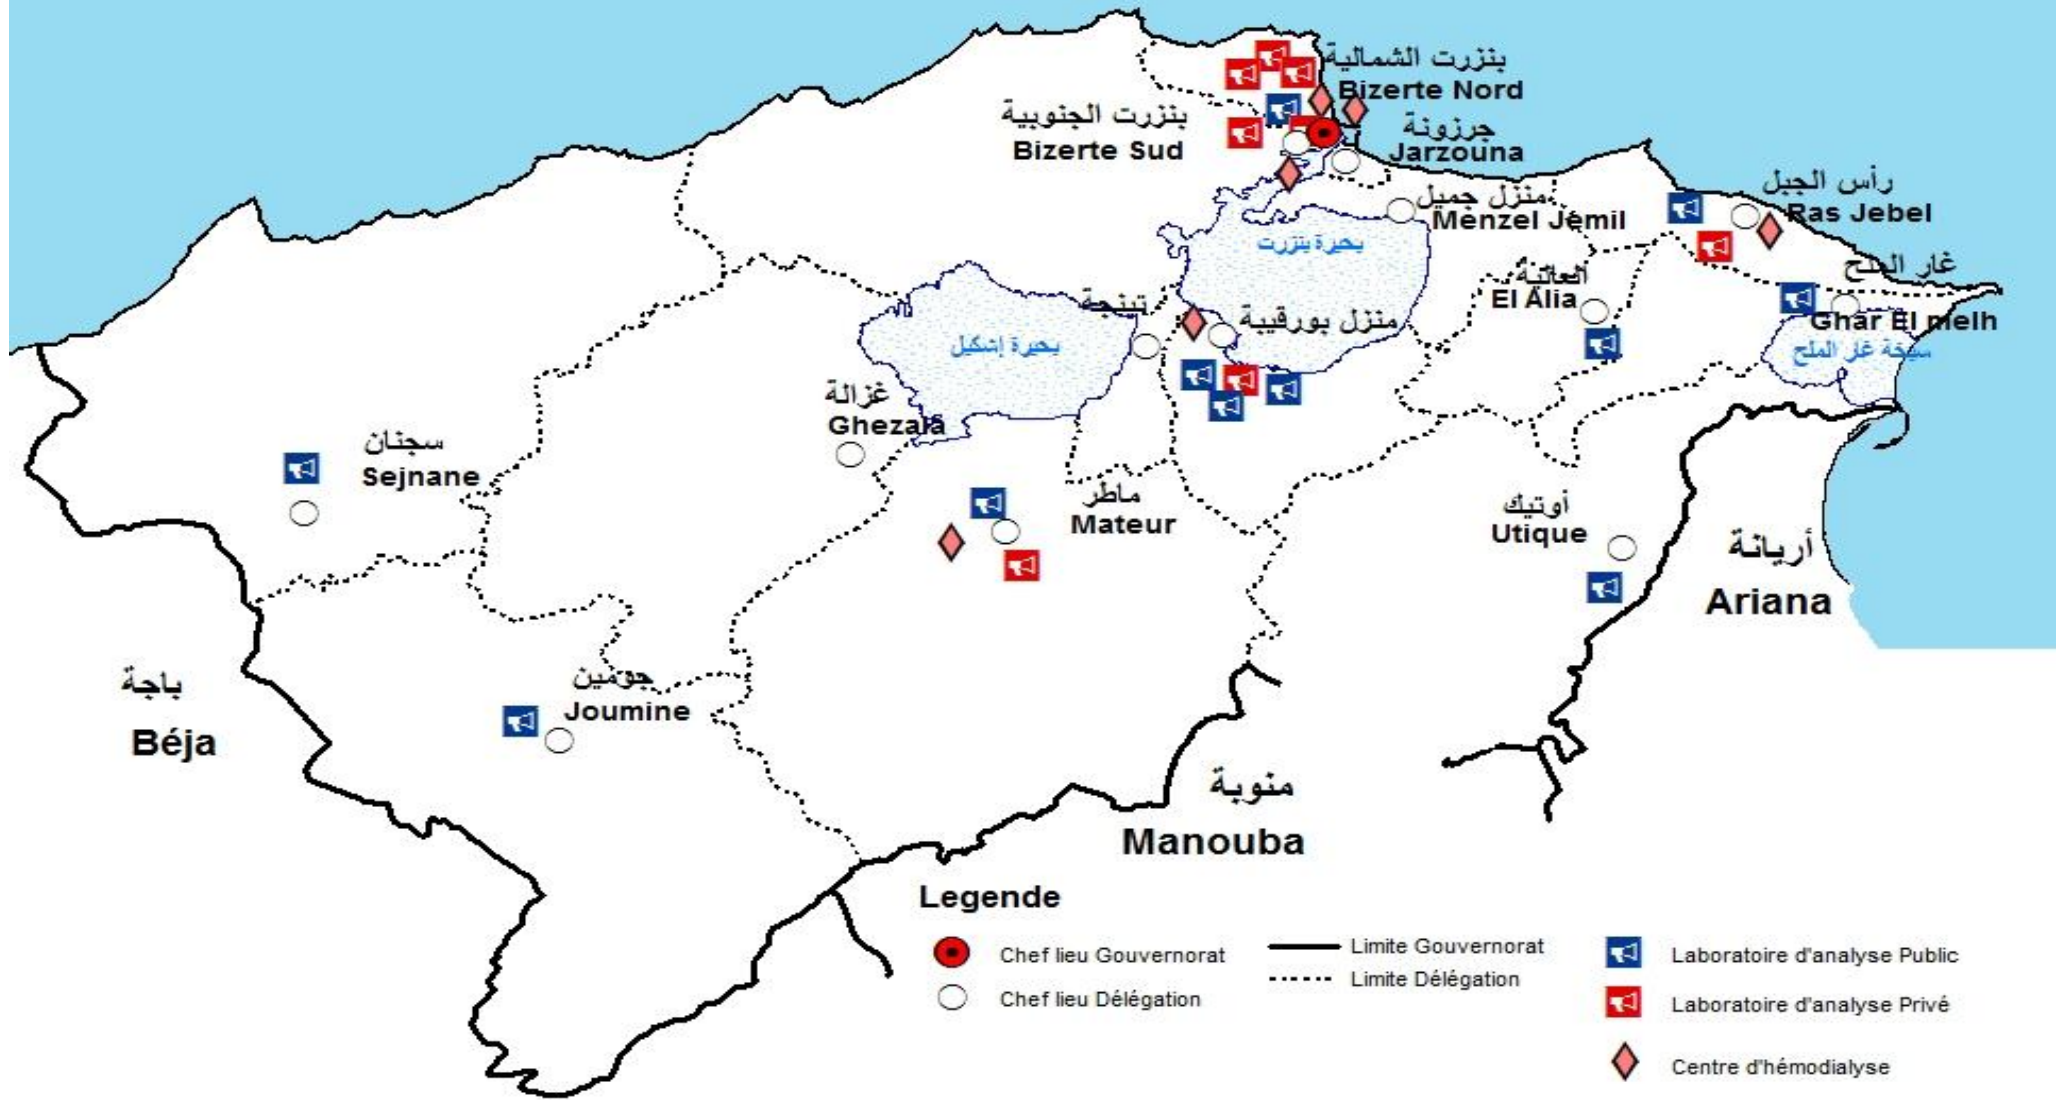 بنزرت الشمالية
Bizerte Nord
بنزرت الجنوبية
Bizerte Sud
جرزونة
Jarzouna
رأس الجبل
Ras Jebel
منزل جميل
Menzel Jemil
بحيرة بنزرت
غار الملح
Ghar El melh
سبخة غار الملح
العالية
El Alia
تينجة
منزل بورقيبة
بحيرة إشكيل
غزالة
Ghezala
سجنان
Sejnane
ماطر
Mateur
أوتيك
Utique
أريانة
Ariana
جومين
Joumine
باجة
Béja
منوبة
Manouba
Legende
Chef lieu Gouvernorat
Chef lieu Délégation
Limite Gouvernorat
Limite Délégation
Laboratoire d'analyse Public
Laboratoire d'analyse Privé
Centre d'hémodialyse